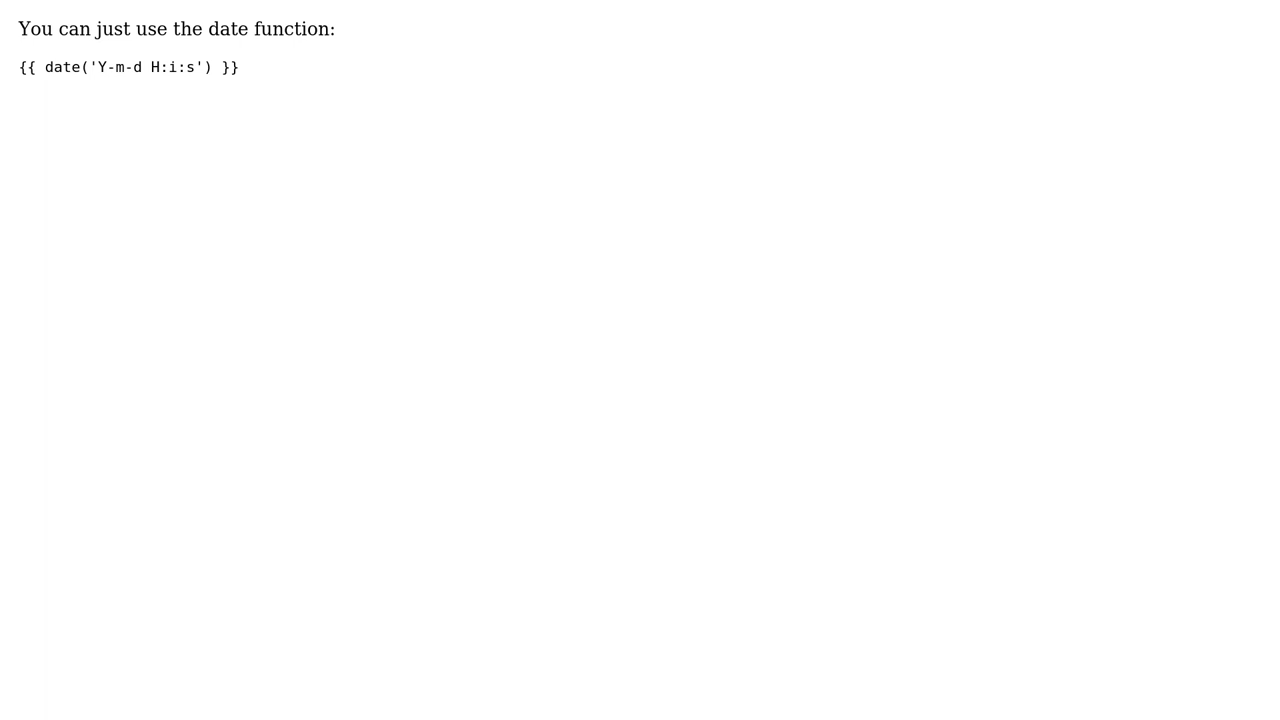 You can just use the date function:
{{ date('Y-m-d H:i:s') }}